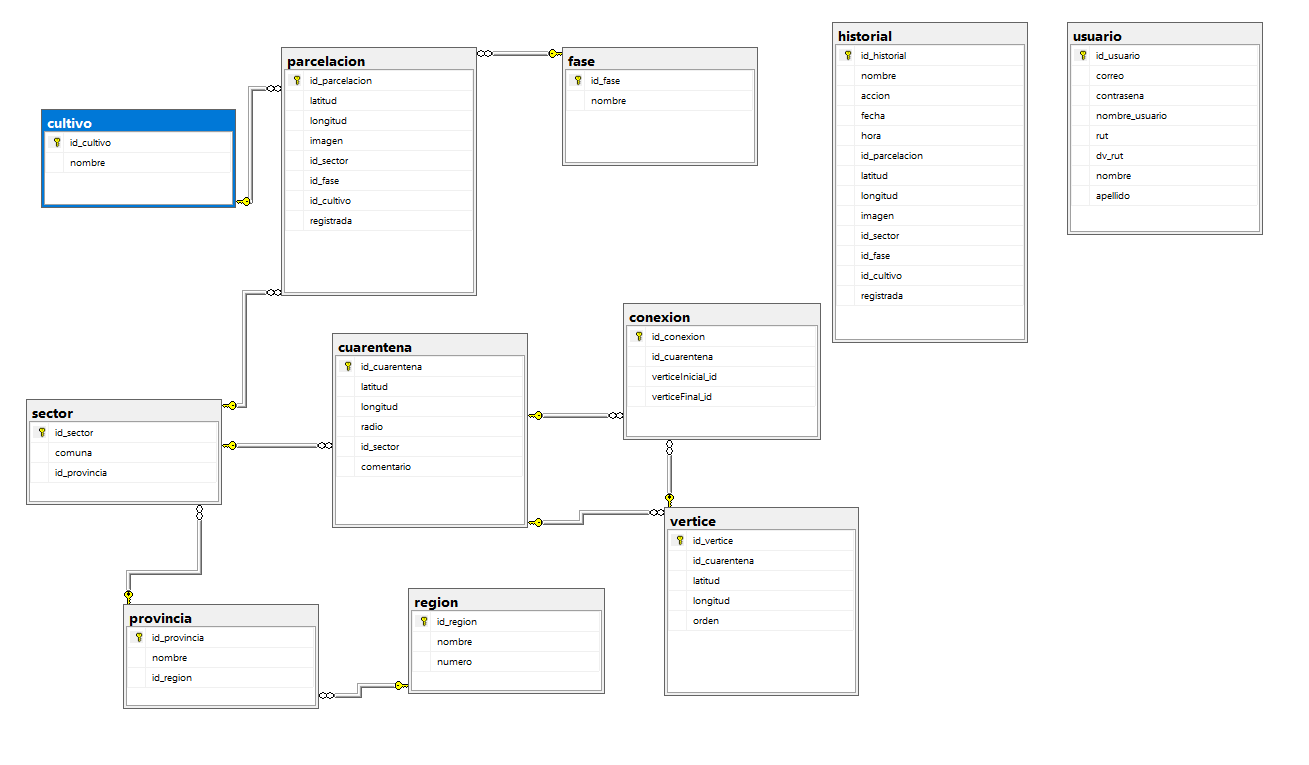 cultivo
id_cultivo
nombre
parcelacion
id_parcelacion
latitud
longitud
imagen
id_sector
id_fase
id_cultivo
registrada
fase
id_fase
nombre
historial
id_historial
nombre
accion
fecha
hora
id_parcelacion
latitud
longitud
imagen
id_sector
id_fase
id_cultivo
registrada
usuario
id_usuario
correo
contrasena
nombre_usuario
rut
dv_rut
nombre
apellido
sector
id_sector
comuna
id_provincia
cuarentena
id_cuarentena
latitud
longitud
radio
id_sector
comentario
conexion
id_conexion
id_cuarentena
verticeInicial_id
verticeFinal_id
provincia
id_provincia
nombre
id_region
region
id_region
nombre
numero
vertice
id_vertice
id_cuarentena
latitud
longitud
orden